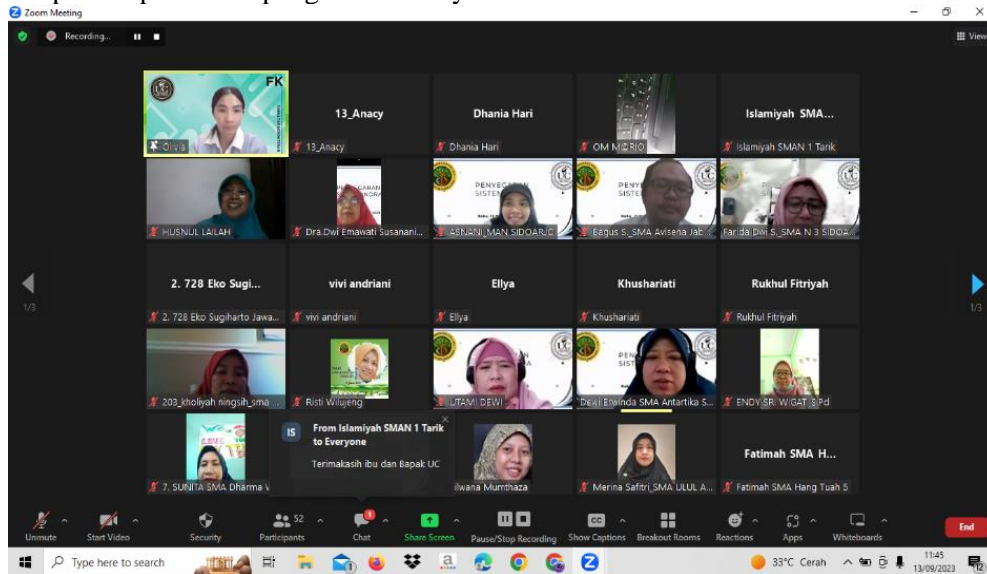 Zoom Meeting
Recording...
View
FK
Olivia
13_Anacy
13_Anacy
Dhania Hari
Dhania Hari
OM M@RIO
Islamiyah SMA...
Islamiyah SMAN 1 Tarik
HUSNUL LAILAH
Dra.Dwi Ernawati Susanani...
ASNANI_MAN SIDOARJO
Bagus S._SMA Avisena Jab...
Farida Dwi S._SMA N 3 SIDOA...
2. 728 Eko Sugi...
2. 728 Eko Sugiharto Jawa...
vivi andriani
vivi andriani
Ellya
Ellya
Khushariati
Khushariati
Rukhul Fitriyah
Rukhul Fitriyah
1/3
1/3
203_kholiyah ningsih_sma ...
Risti Wilujeng
UTAMI DEWI
SMA Antartika S...
ENDY SRI WIGATI S.Pd
7. SUNITA SMA Dharma
IS
From Islamiyah SMAN 1 Tarik
to Everyone
Terimakasih ibu dan Bapak UC
ilwana Mumthaza
Merina Safitri_SMA ULUL A...
Fatimah SMA H...
Fatimah SMA Hang Tuah 5
Unmute
Start Video
Security
52
Participants
1
Chat
Share Screen
Pause/Stop Recording
CC
Show Captions
Breakout Rooms
Reactions
Apps
Whiteboards
End
Type here to search
33°C Cerah
11:45
13/09/2023
12